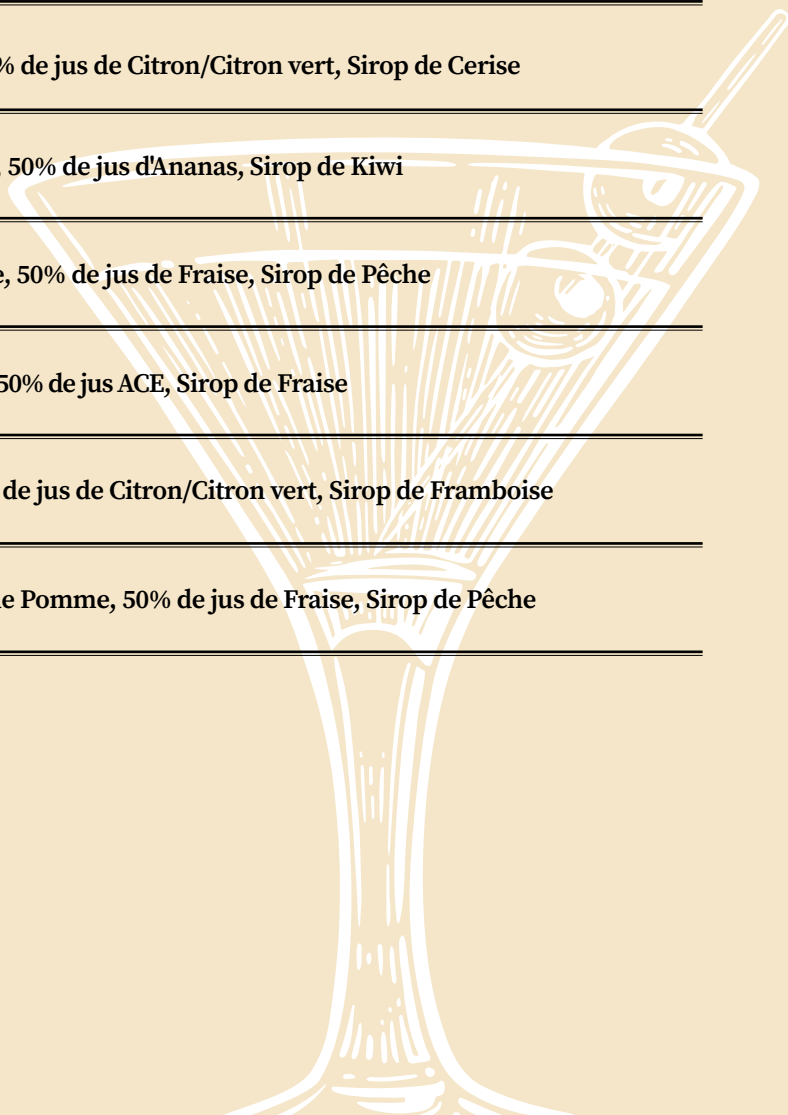 % de jus de Citron/Citron vert, Sirop de Cerise
50% de jus d'Ananas, Sirop de Kiwi
, 50% de jus de Fraise, Sirop de Pêche
50% de jus ACE, Sirop de Fraise
de jus de Citron/Citron vert, Sirop de Framboise
Pomme, 50% de jus de Fraise, Sirop de Pêche